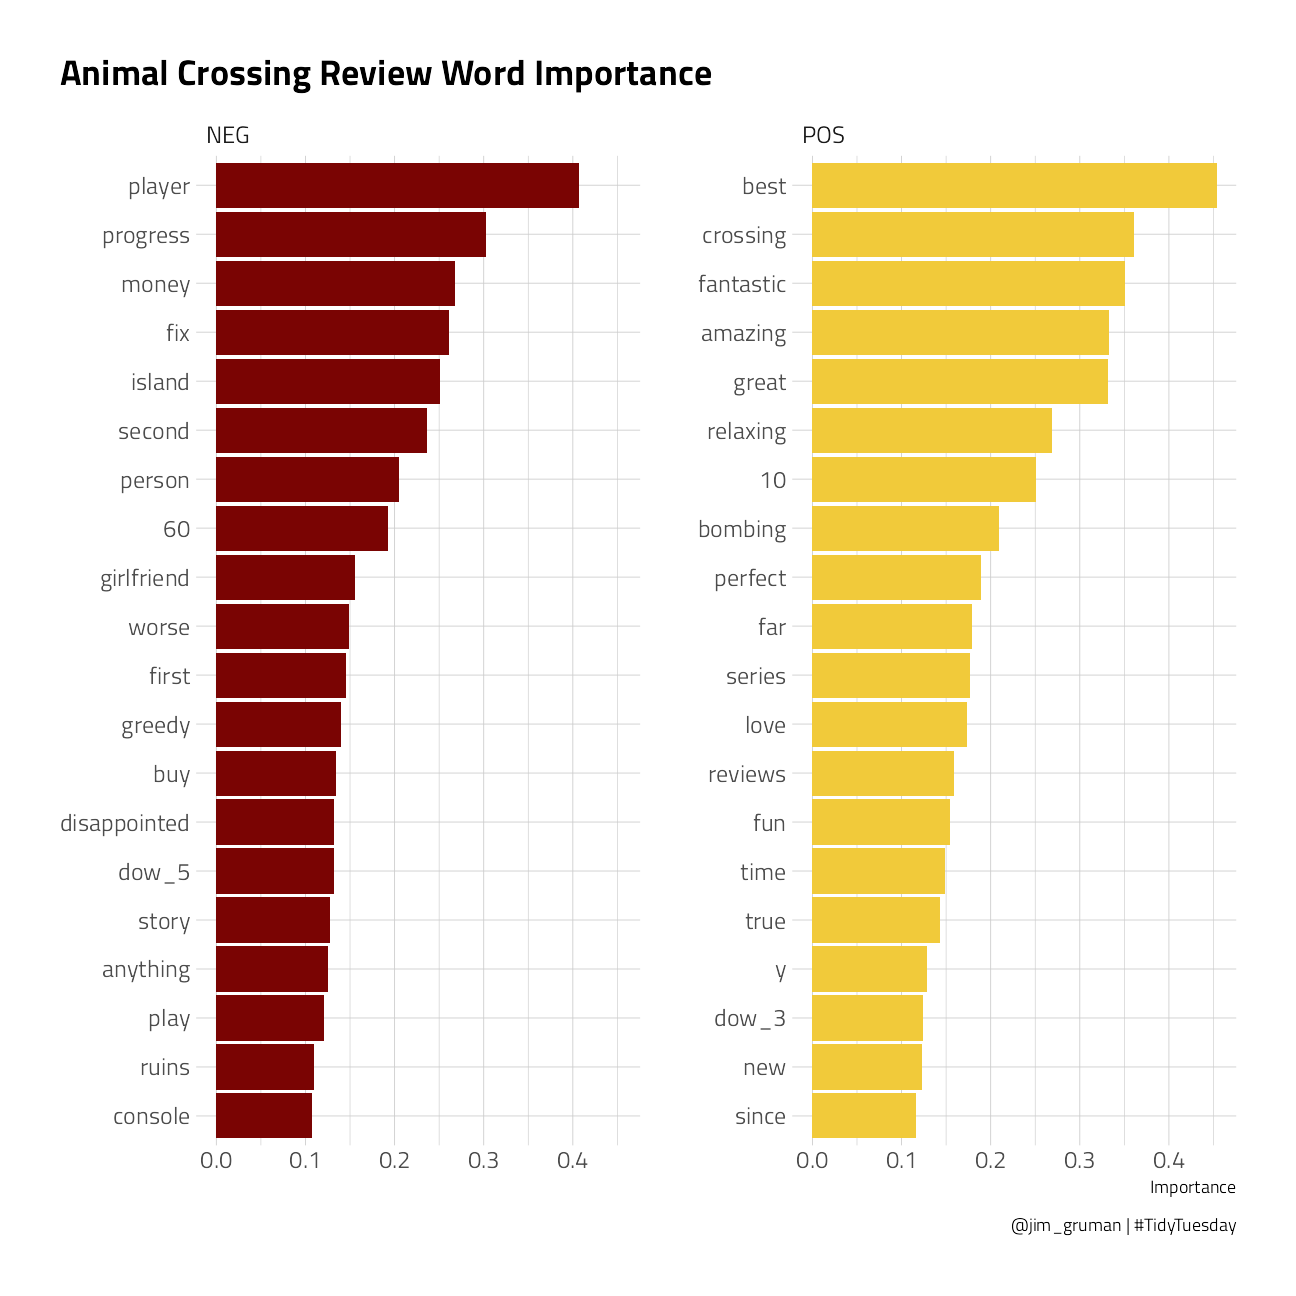 Animal Crossing Review Word Importance
NEG
player
progress
money
fix
island
second
person
60
girlfriend
worse
first
greedy
buy
disappointed
dow_5
story
anything
play
ruins
console
0.0 0.1 0.2 0.3 0.4
POS
best
crossing
fantastic
amazing
great
relaxing
10
bombing
perfect
far
series
love
reviews
fun
time
true
y
dow_3
new
since
0.0 0.1 0.2 0.3 0.4
Importance
@jim_gruman | #TidyTuesday